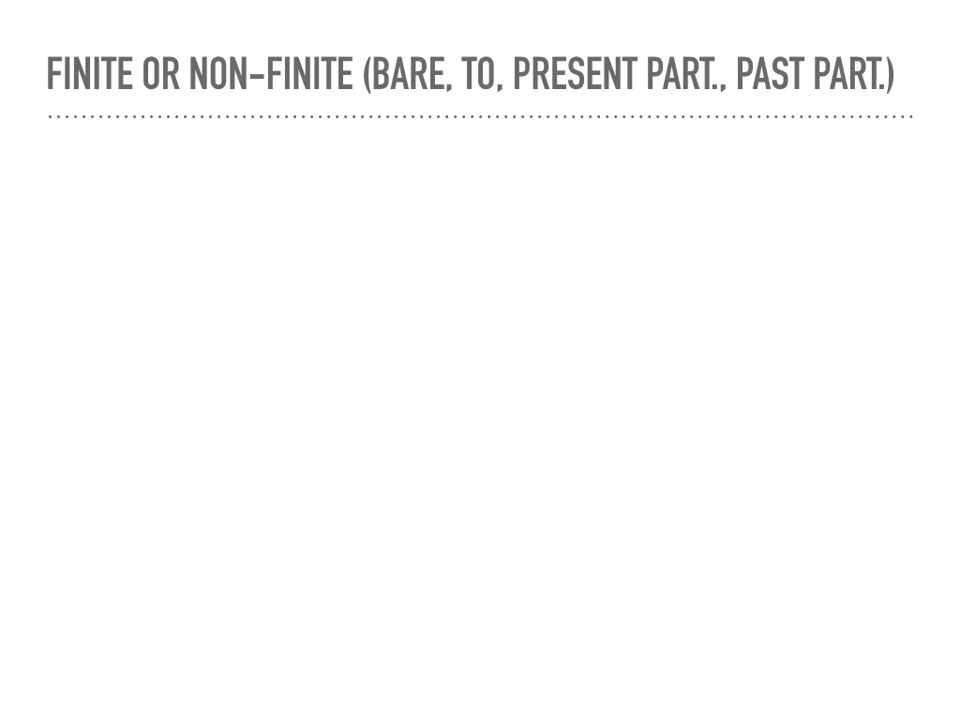 FINITE OR NON-FINITE (BARE, TO, PRESENT PART., PAST PART.)